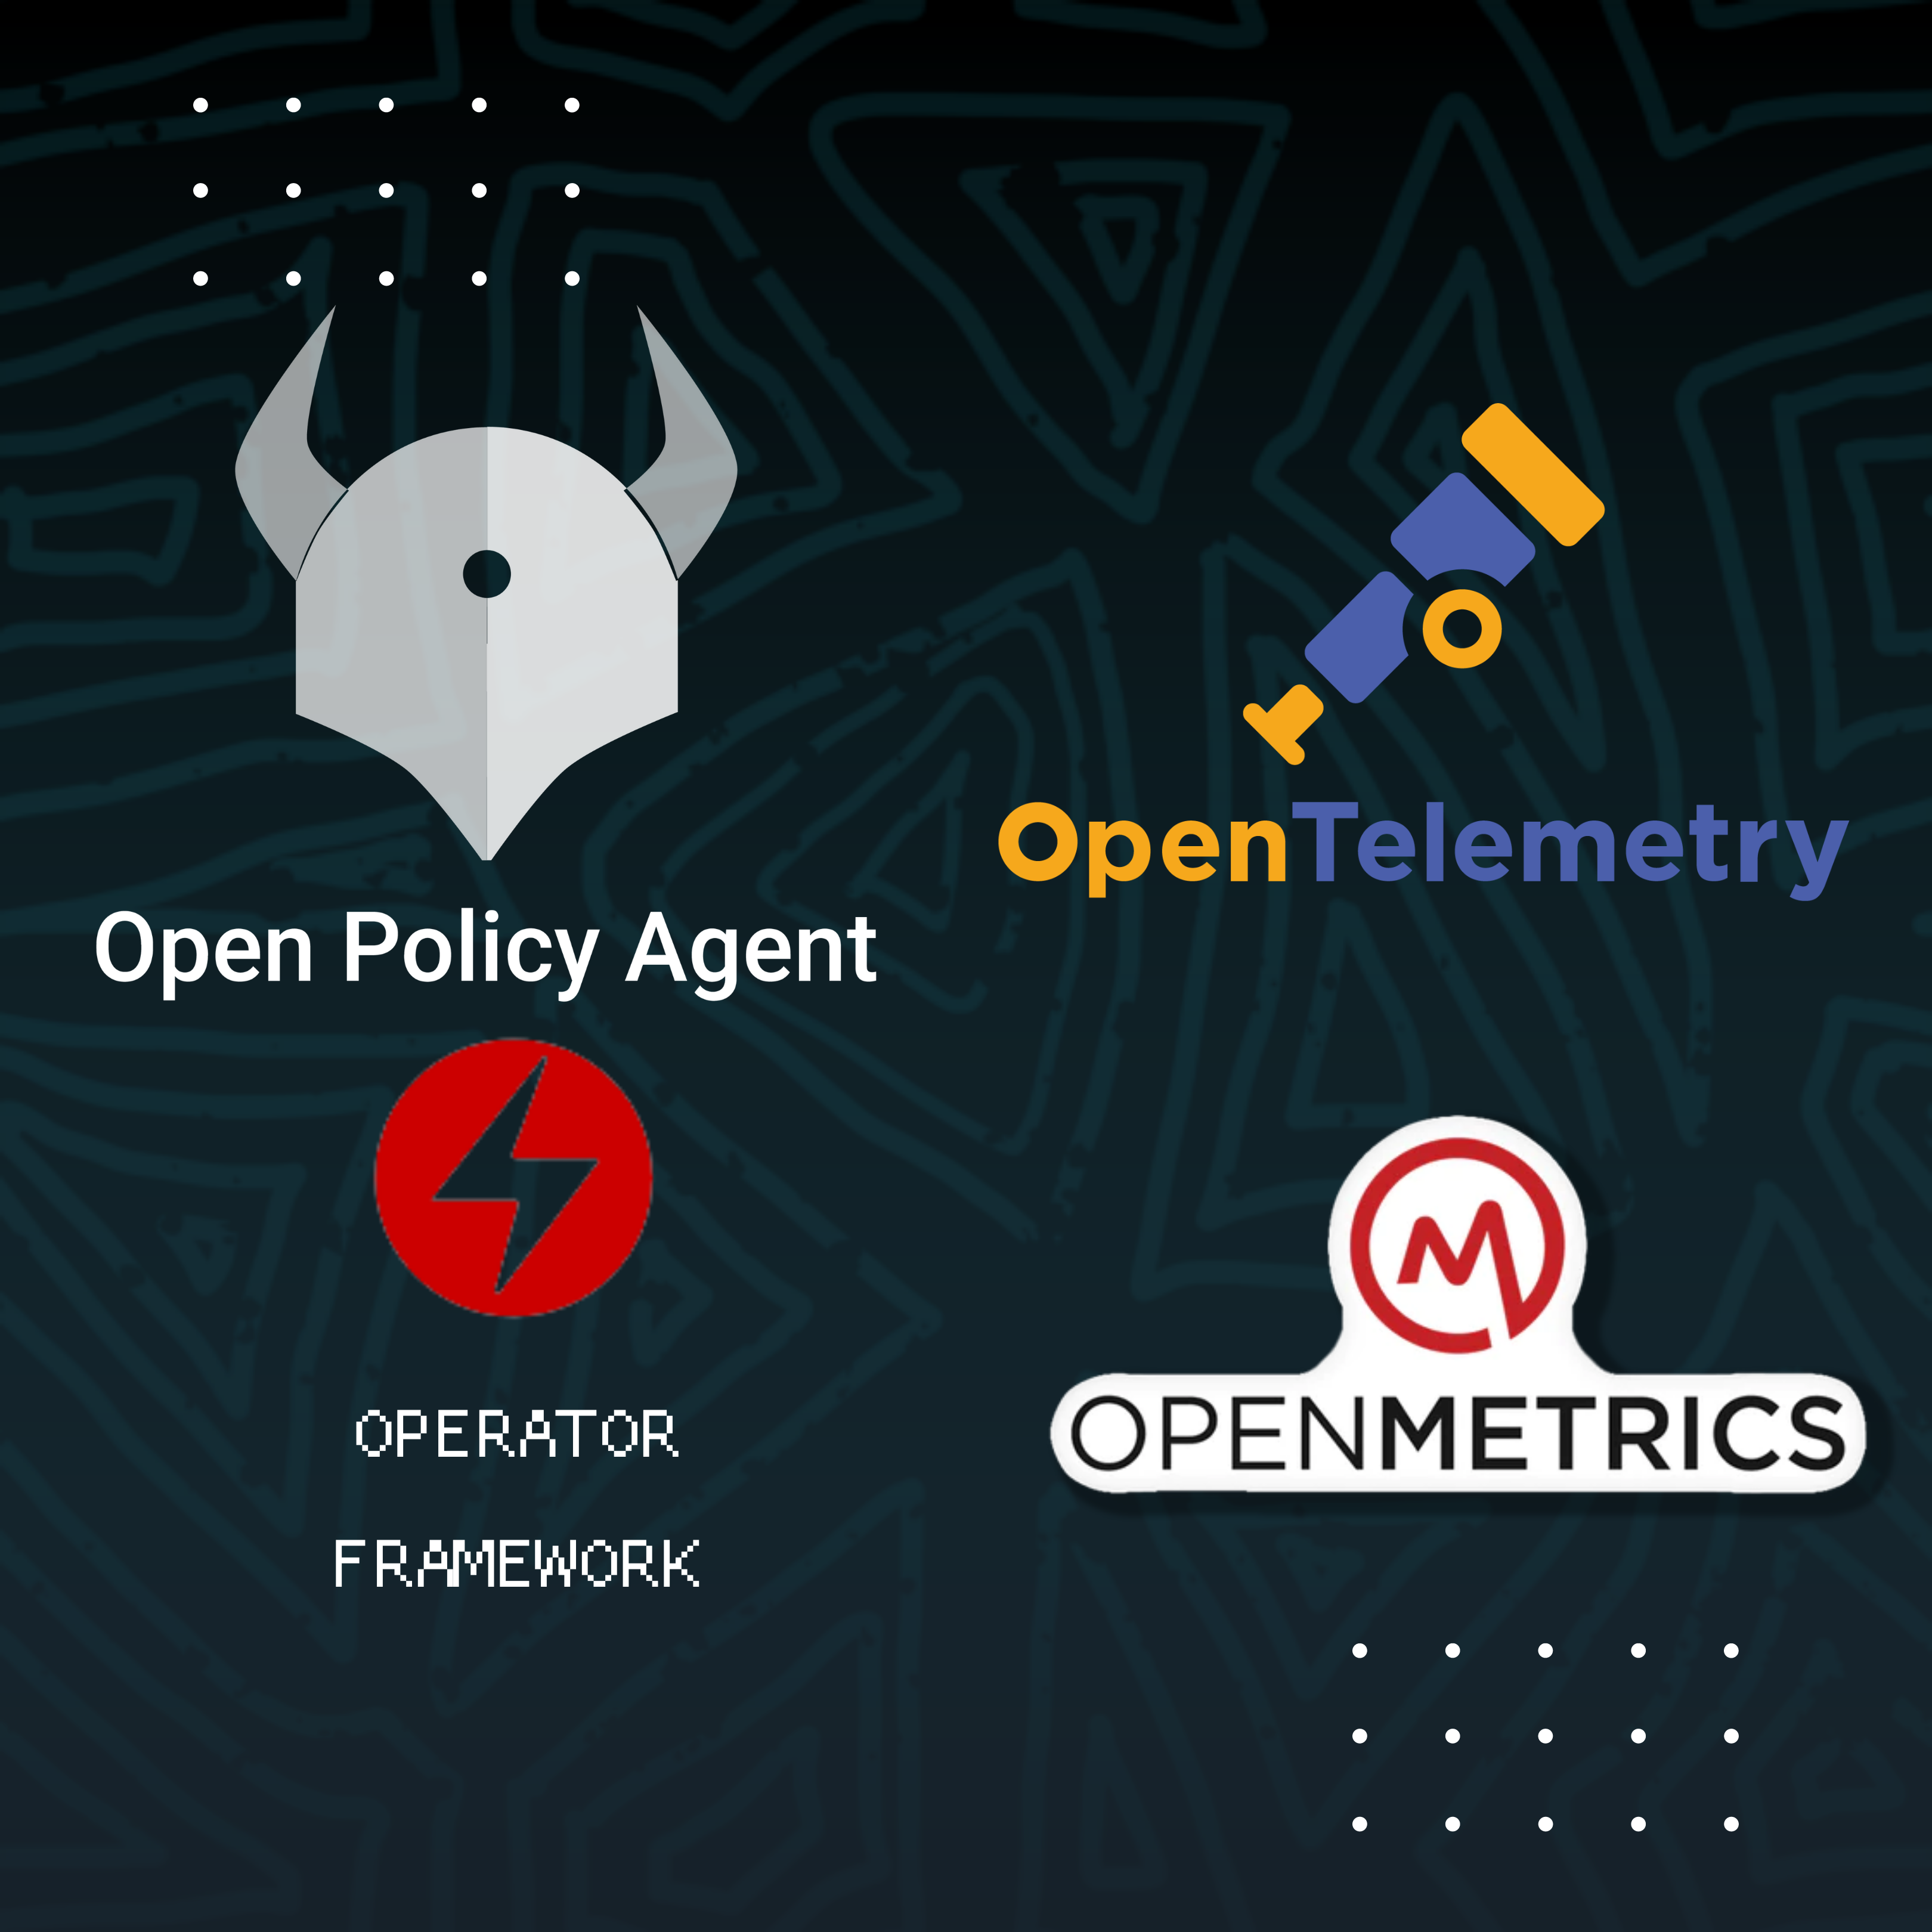 Open Policy Agent
OpenTelemetry
OPERATOR
FRAMEWORK
OPENMETRICS